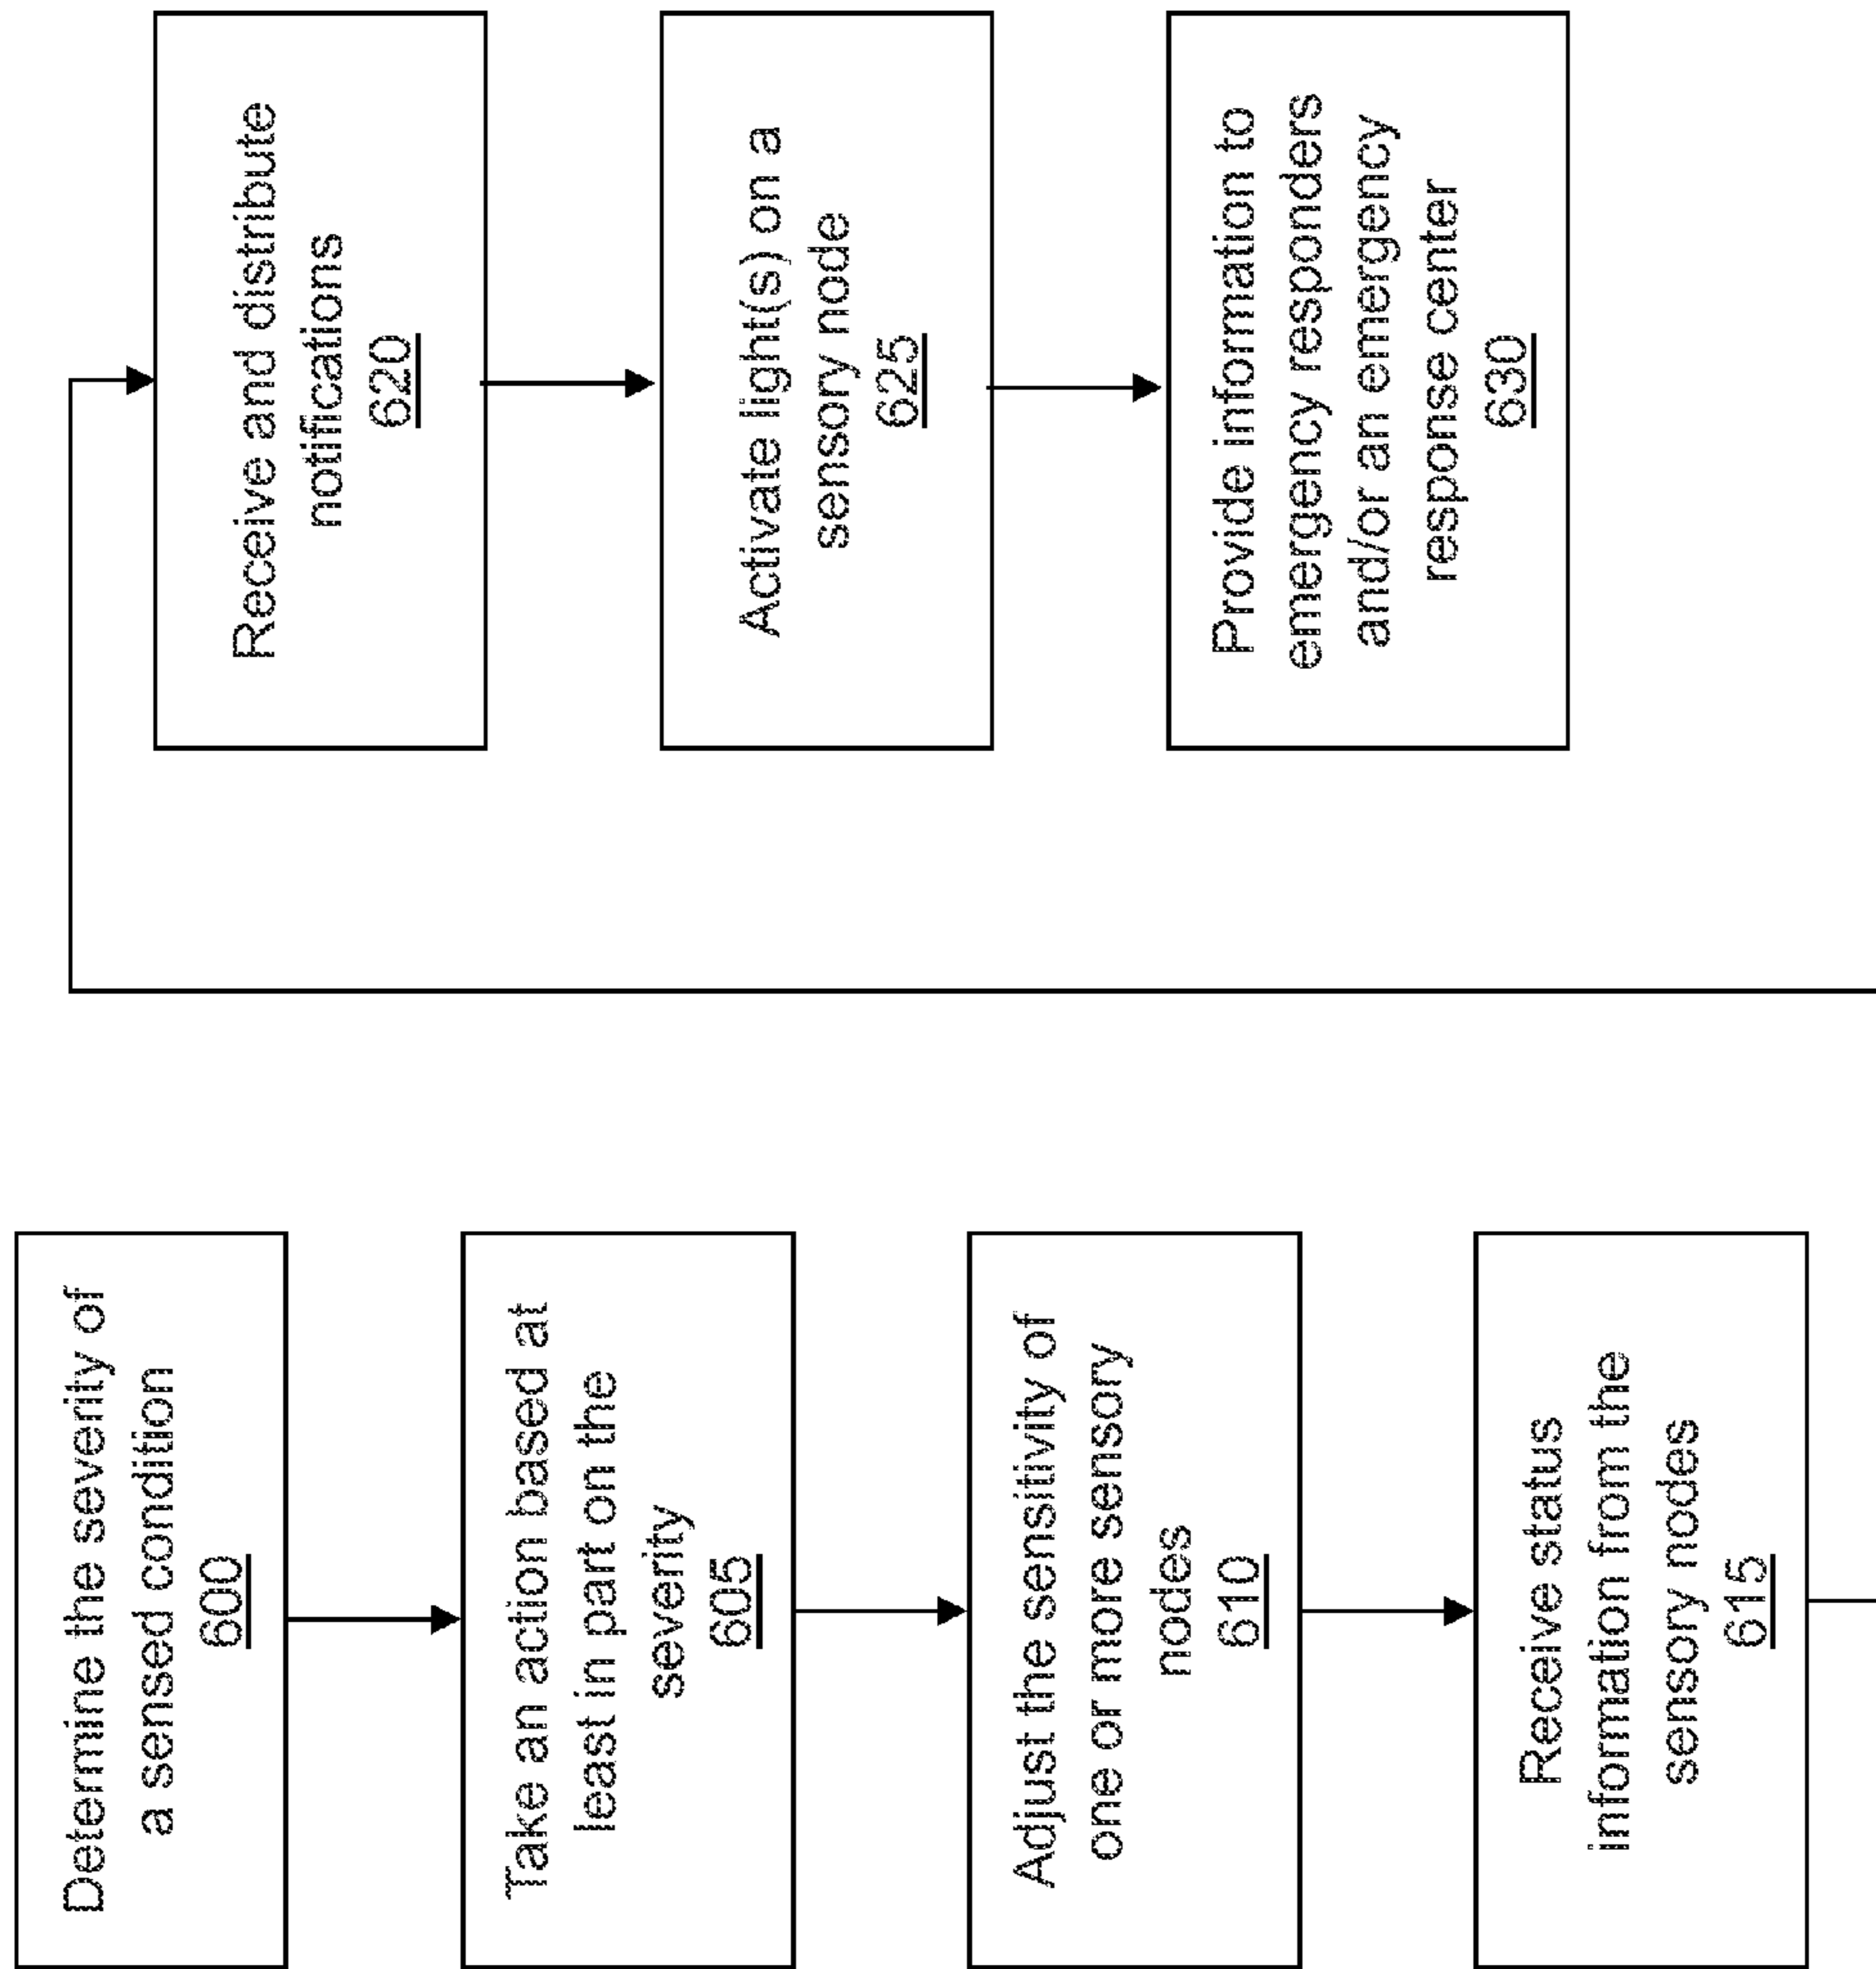 Determine the severity of
a sensed condition
600
Take an action based at
least in part on the
severity
605
Adjust the sensitivity of
one or more sensory
nodes
610
Receive status
information from the
sensory nodes
615
Receive and distribute
notifications
620
Activate light(s) on a
sensory node
625
Provide information to
emergency responders
and/or an emergency
response center
630